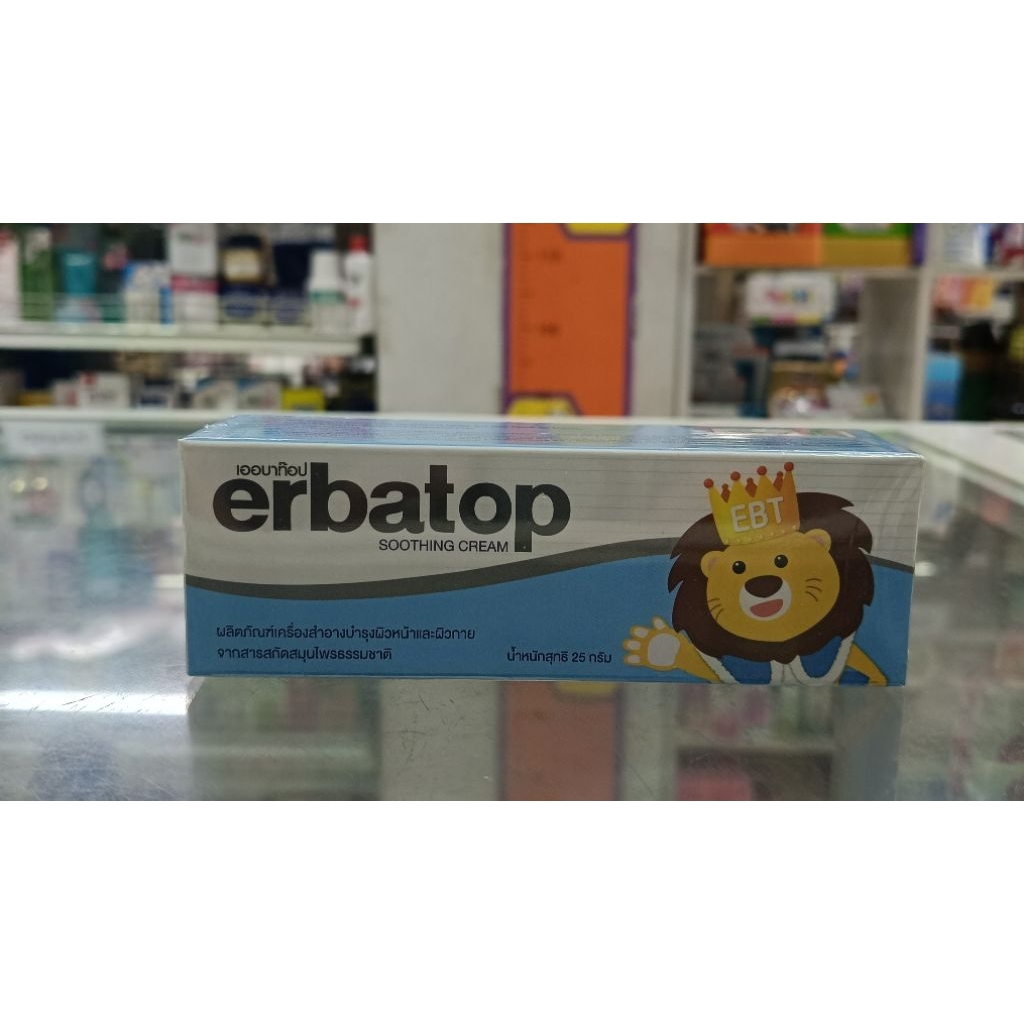 เออบาท๊อป
erbatop
SOOTHING CREAM
EBT
ผลิตภัณฑ์เครื่องสำอางบำรุงผิวหน้าและผิวกาย
จากสารสกัดสมุนไพรธรรมชาติ
น้ำหนักสุทธิ 25 กรัม